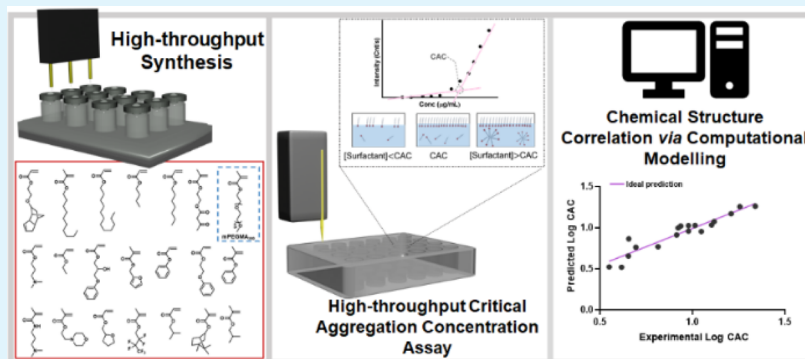 High-throughput
Synthesis
mPEGMA
Intensity (Cnt/s)
CAC
Conc (µg/mL)
[Surfactant]<CAC
CAC
[Surfactant]>CAC
High-throughput Critical
Aggregation Concentration
Assay
Chemical Structure
Correlation via Computational
Modelling
Ideal prediction
Predicted Log CAC
1.5
1.0
0.5
0.5
1.0
1.5
Experimental Log CAC